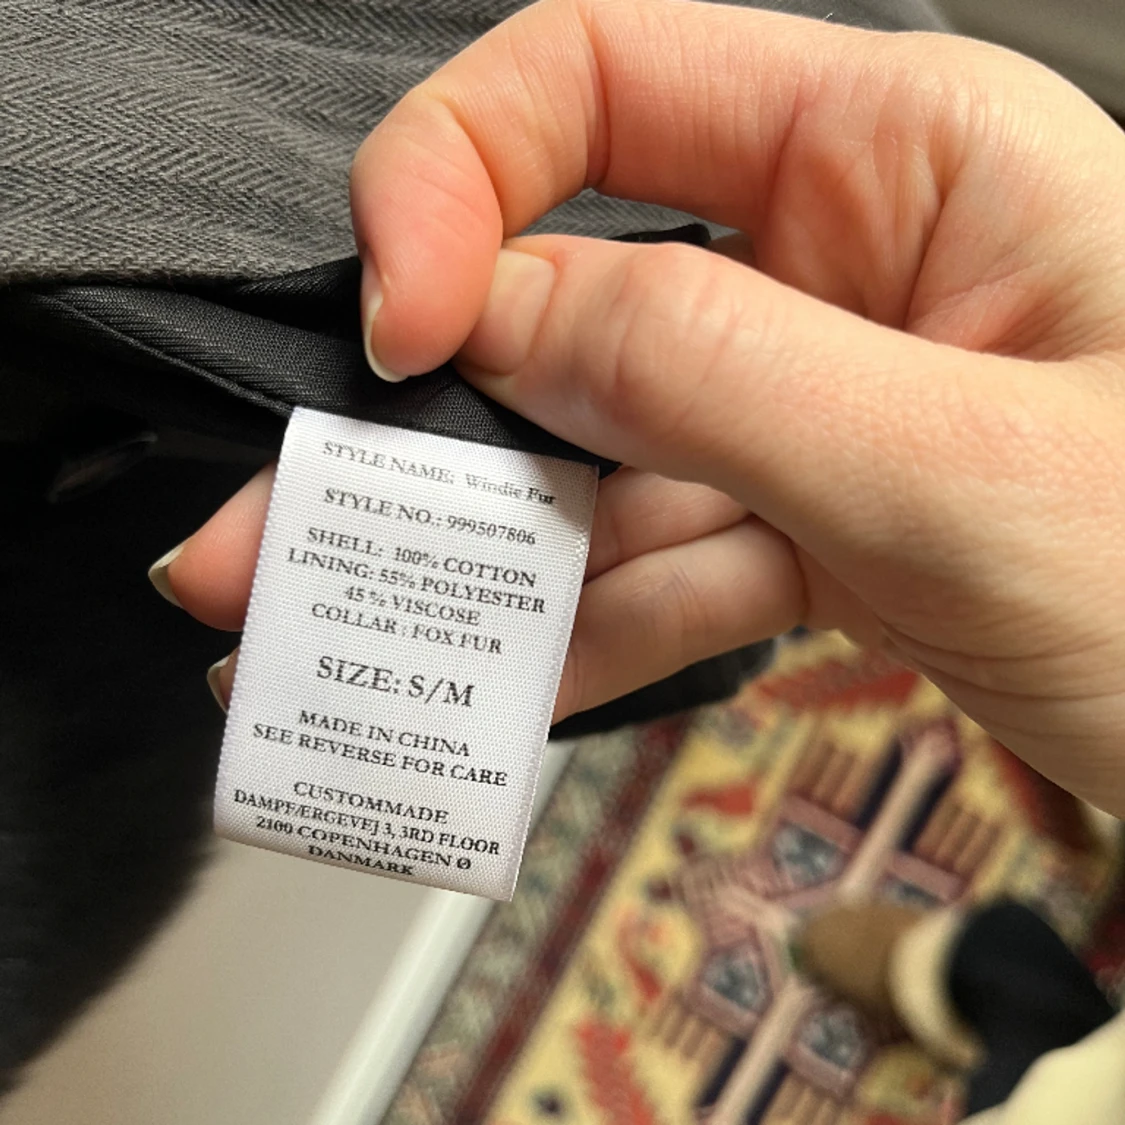 STYLE NAME: Windie Fur
STYLE NO.: 999507806
SHELL: 100% COTTON
LINING: 55% POLYESTER
45% VISCOSE
COLLAR : FOX FUR
SIZE: S/M
MADE IN CHINA
SEE REVERSE FOR CARE
CUSTOMMADE
DAMPFÆRGEVEJ 3, 3RD FLOOR
2100 COPENHAGEN Ø
DANMARK